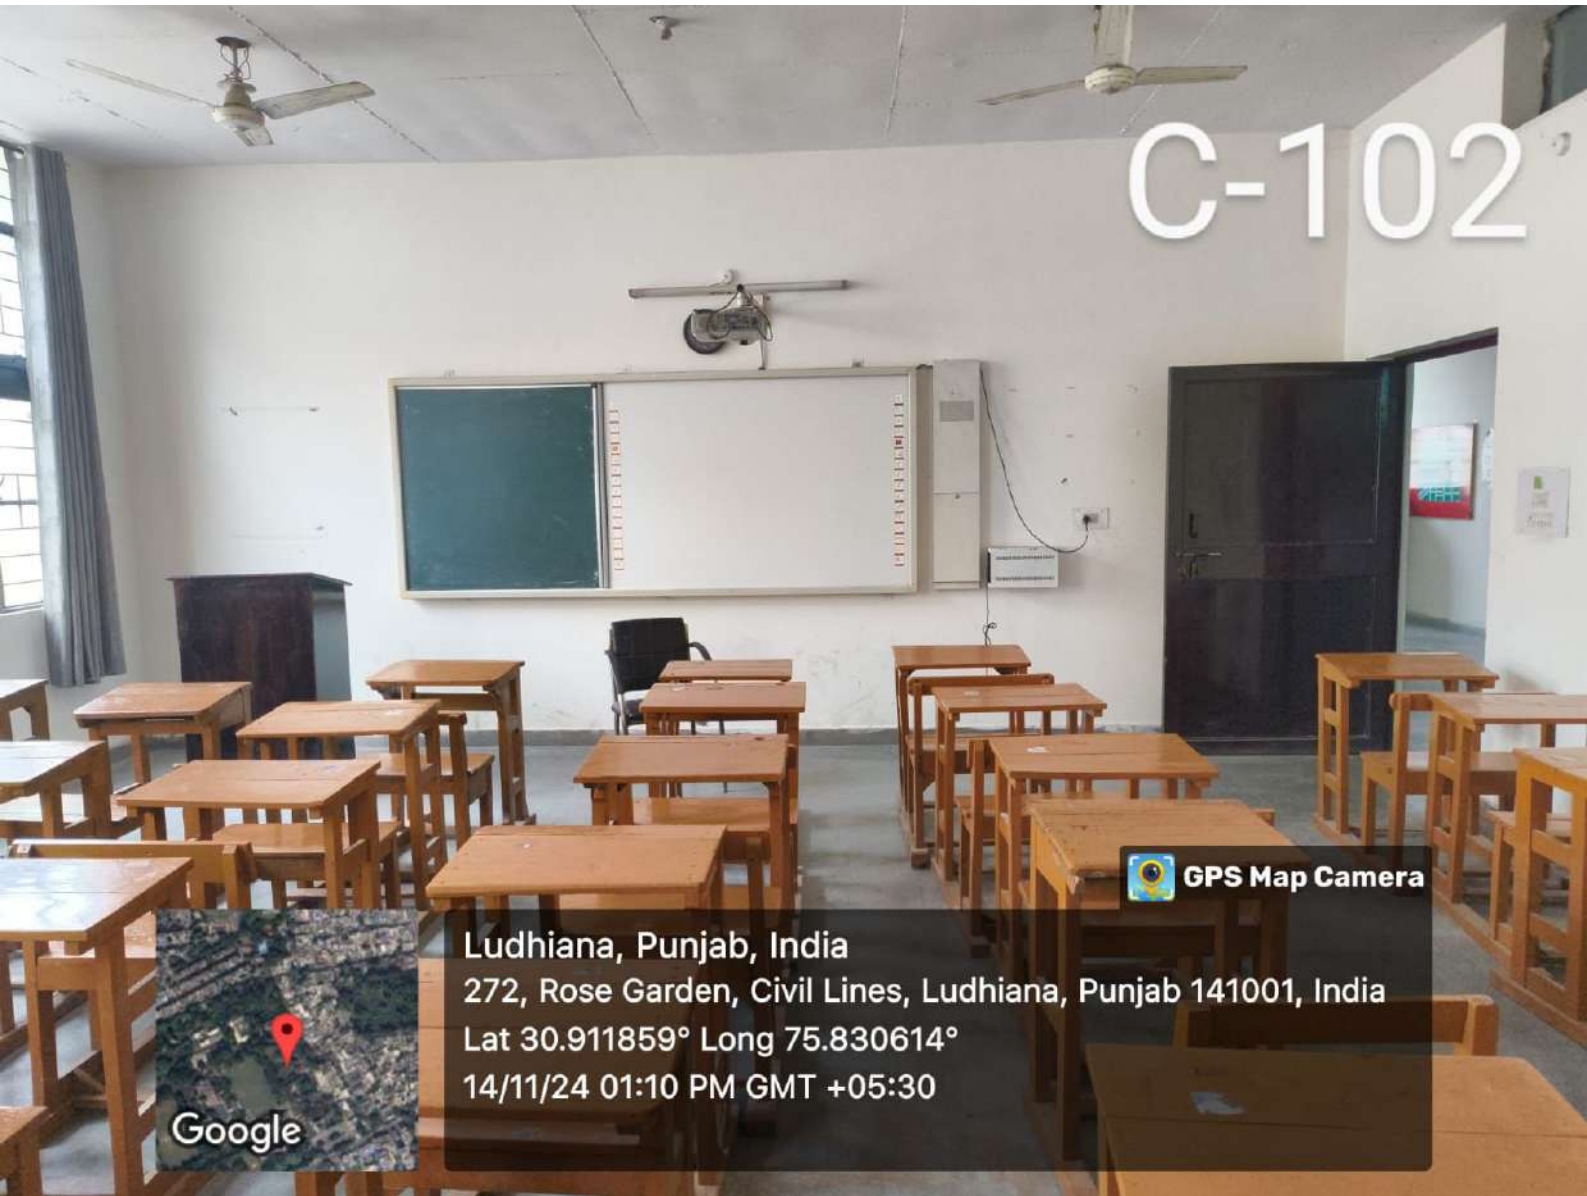 C-102
GPS Map Camera
Ludhiana, Punjab, India
272, Rose Garden, Civil Lines, Ludhiana, Punjab 141001, India
Lat 30.911859° Long 75.830614°
14/11/24 01:10 PM GMT +05:30
Google